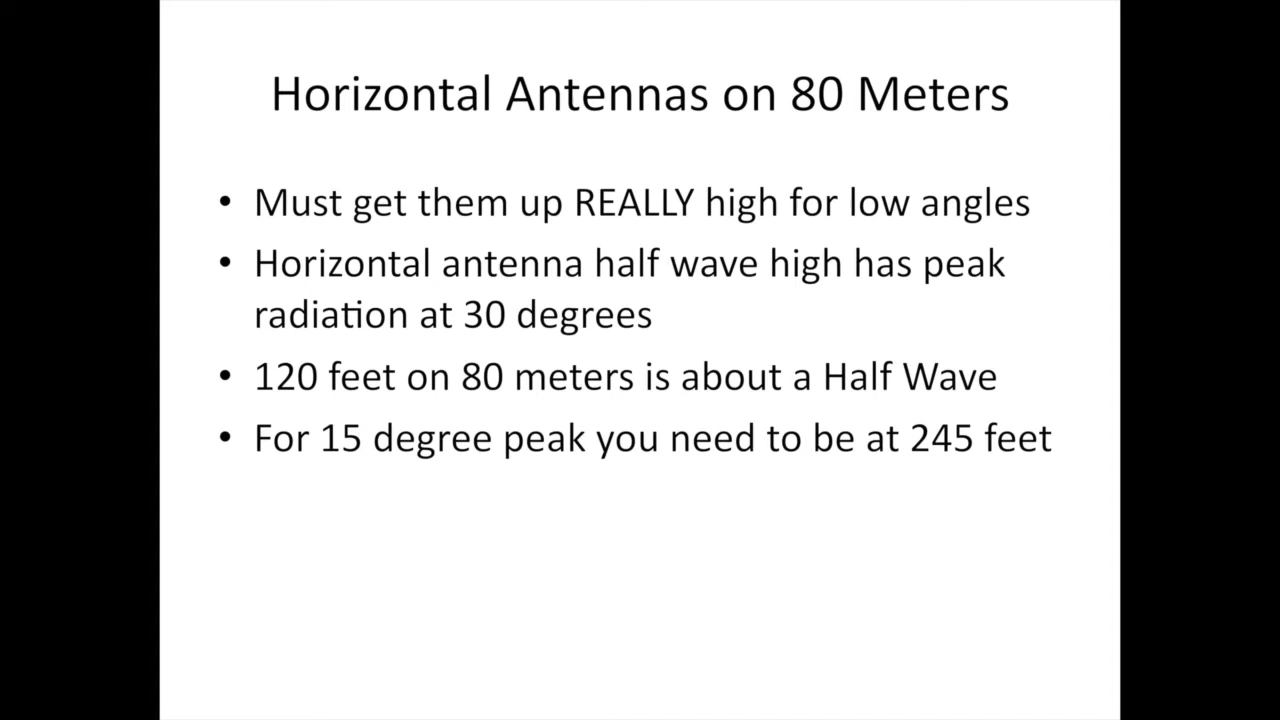 Horizontal Antennas on 80 Meters
• Must get them up REALLY high for low angles
• Horizontal antenna half wave high has peak
radiation at 30 degrees
• 120 feet on 80 meters is about a Half Wave
• For 15 degree peak you need to be at 245 feet